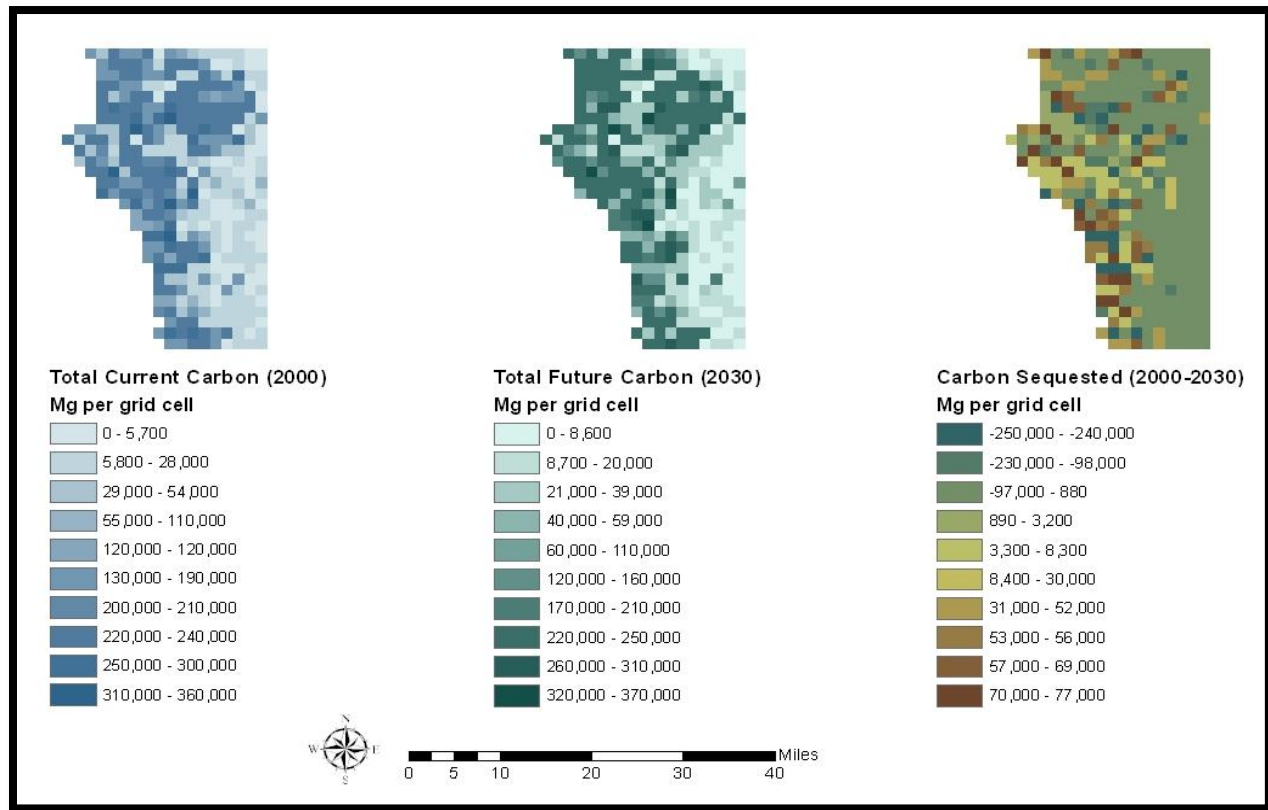 Total Current Carbon (2000)
Mg per grid cell
0 - 5,700
5,800 - 28,000
29,000 - 54,000
55,000 - 110,000
120,000 - 120,000
130,000 - 190,000
200,000 - 210,000
220,000 - 240,000
250,000 - 300,000
310,000 - 360,000
Total Future Carbon (2030)
Mg per grid cell
0 - 8,600
8,700 - 20,000
21,000 - 39,000
40,000 - 59,000
60,000 - 110,000
120,000 - 160,000
170,000 - 210,000
220,000 - 250,000
260,000 - 310,000
320,000 - 370,000
Carbon Sequested (2000-2030)
Mg per grid cell
-250,000 - -240,000
-230,000 - -98,000
-97,000 - 880
890 - 3,200
3,300 - 8,300
8,400 - 30,000
31,000 - 52,000
53,000 - 56,000
57,000 - 69,000
70,000 - 77,000
N
W E
S
Miles
0 5 10 20 30 40